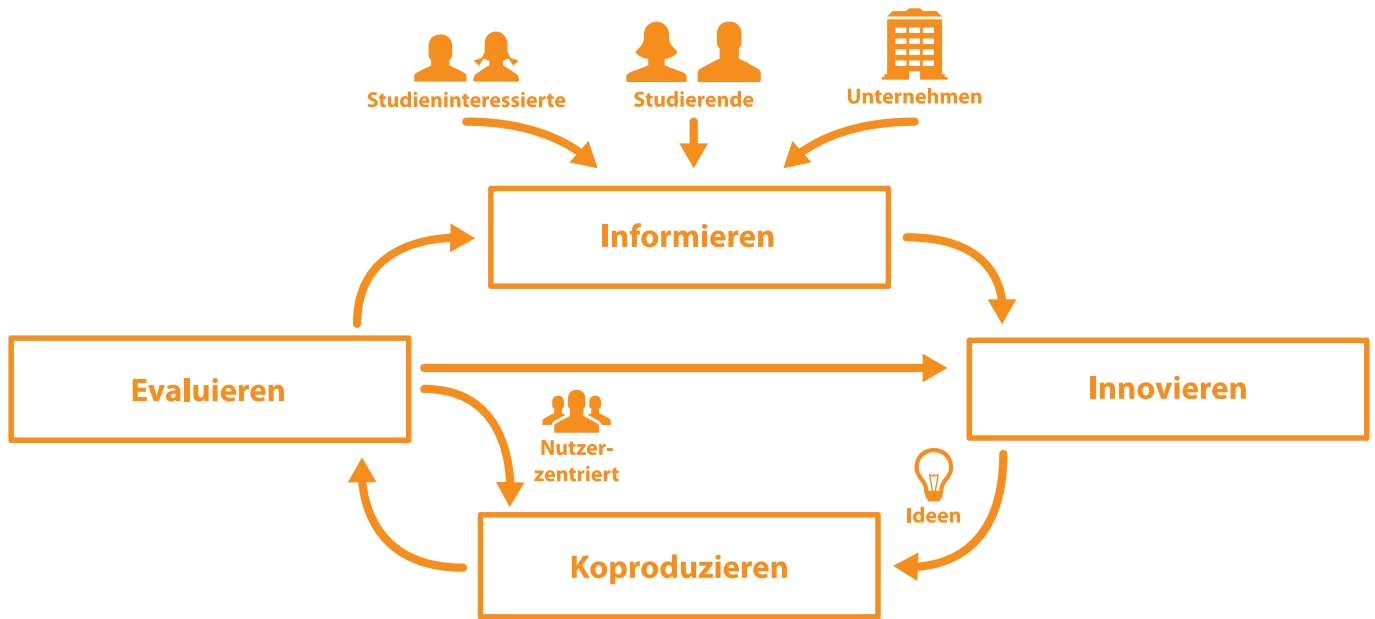 Studieninteressierte
Studierende
Unternehmen
Informieren
Evaluieren
Innovieren
Nutzer-
zentriert
Ideen
Koproduzieren